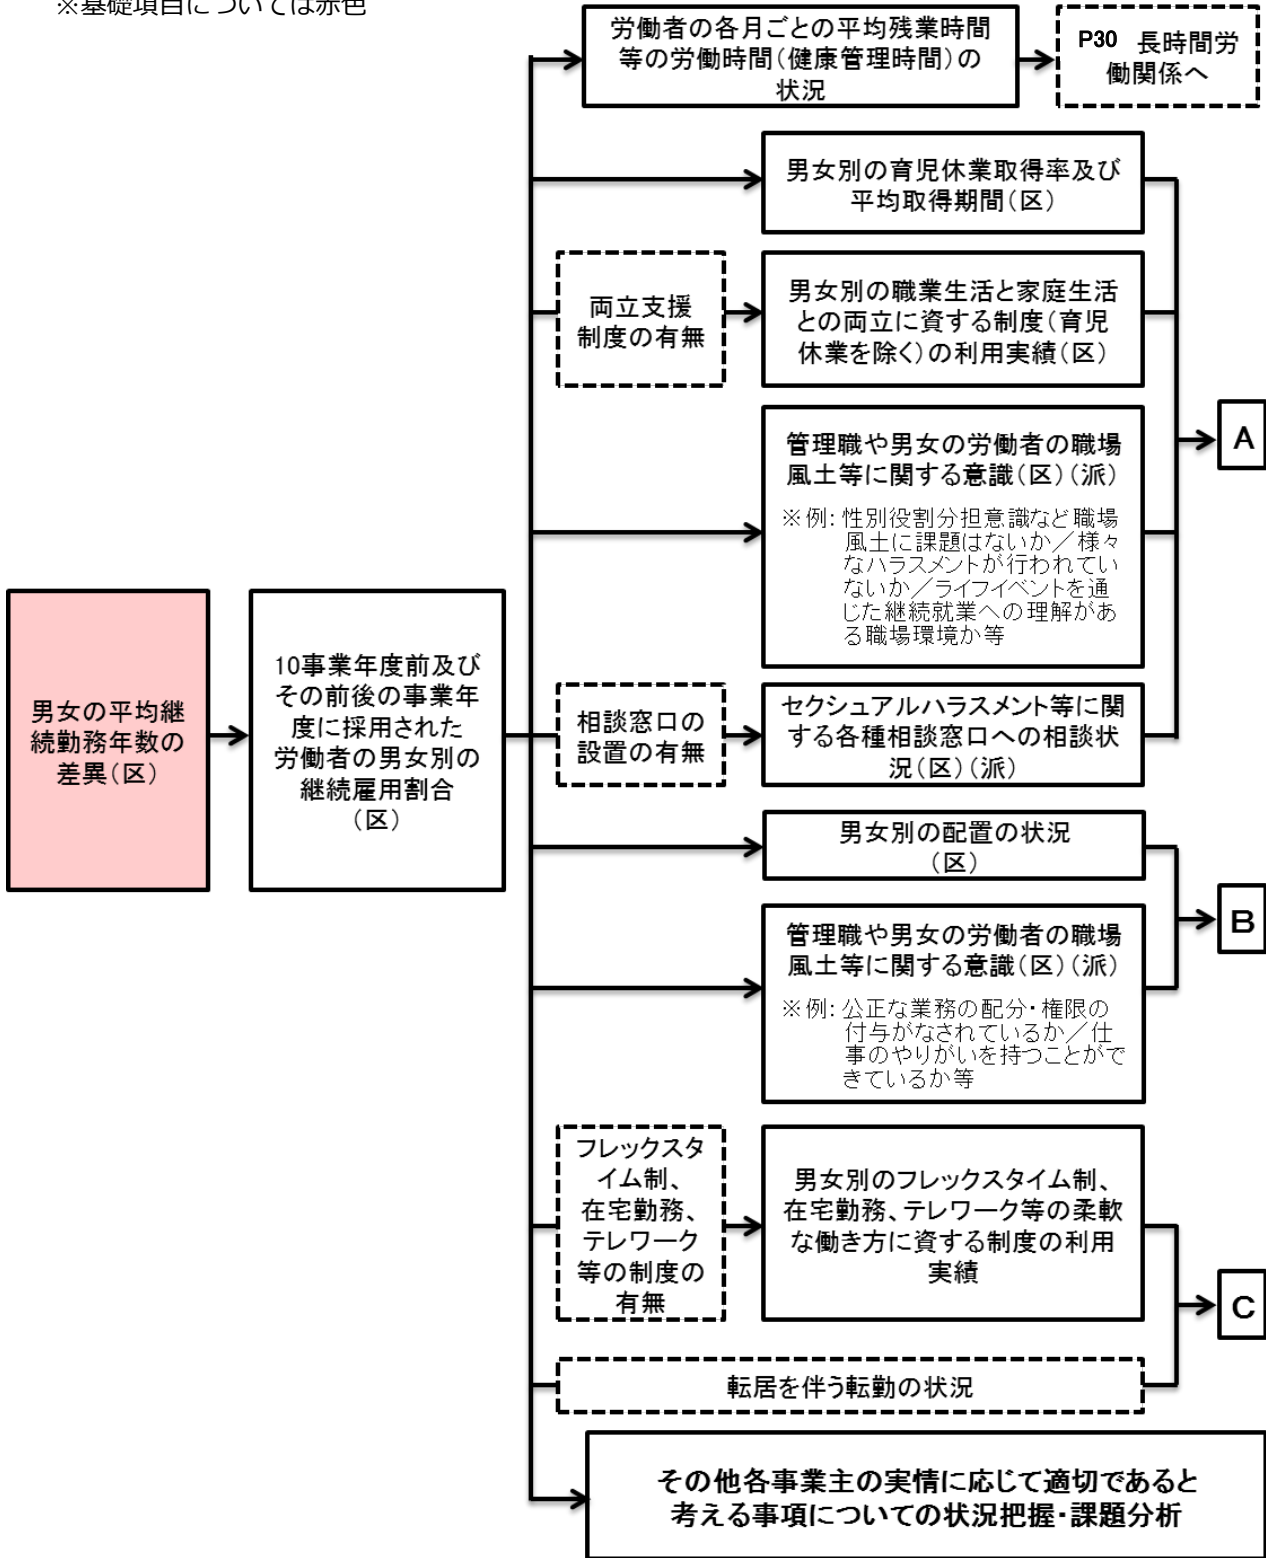 ※基礎項目については赤色
労働者の各月ごとの平均残業時間
等の労働時間（健康管理時間）の
状況
P30 長時間労
働関係へ
男女別の育児休業取得率及び
平均取得期間（区）
両立支援
制度の有無
男女別の職業生活と家庭生活
との両立に資する制度（育児
休業を除く）の利用実績（区）
管理職や男女の労働者の職場
風土等に関する意識（区）（派）
※例：性別役割分担意識など職場
風土に課題はないか／様々
なハラスメントが行われてい
ないか／ライフイベントを通
じた継続就業への理解があ
る職場環境か等
A
男女の平均継
続勤務年数の
差異（区）
10事業年度前及び
その前後の事業年
度に採用された
労働者の男女別の
継続雇用割合
（区）
相談窓口の
設置の有無
セクシュアルハラスメント等に関
する各種相談窓口への相談状
況（区）（派）
男女別の配置の状況
（区）
管理職や男女の労働者の職場
風土等に関する意識（区）（派）
※例：公正な業務の配分・権限の
付与がなされているか／仕
事のやりがいを持つことがで
きているか等
B
フレックスタ
イム制、
在宅勤務、
テレワーク
等の制度の
有無
男女別のフレックスタイム制、
在宅勤務、テレワーク等の柔軟
な働き方に資する制度の利用
実績
C
転居を伴う転勤の状況
その他各事業主の実情に応じて適切であると
考える事項についての状況把握・課題分析